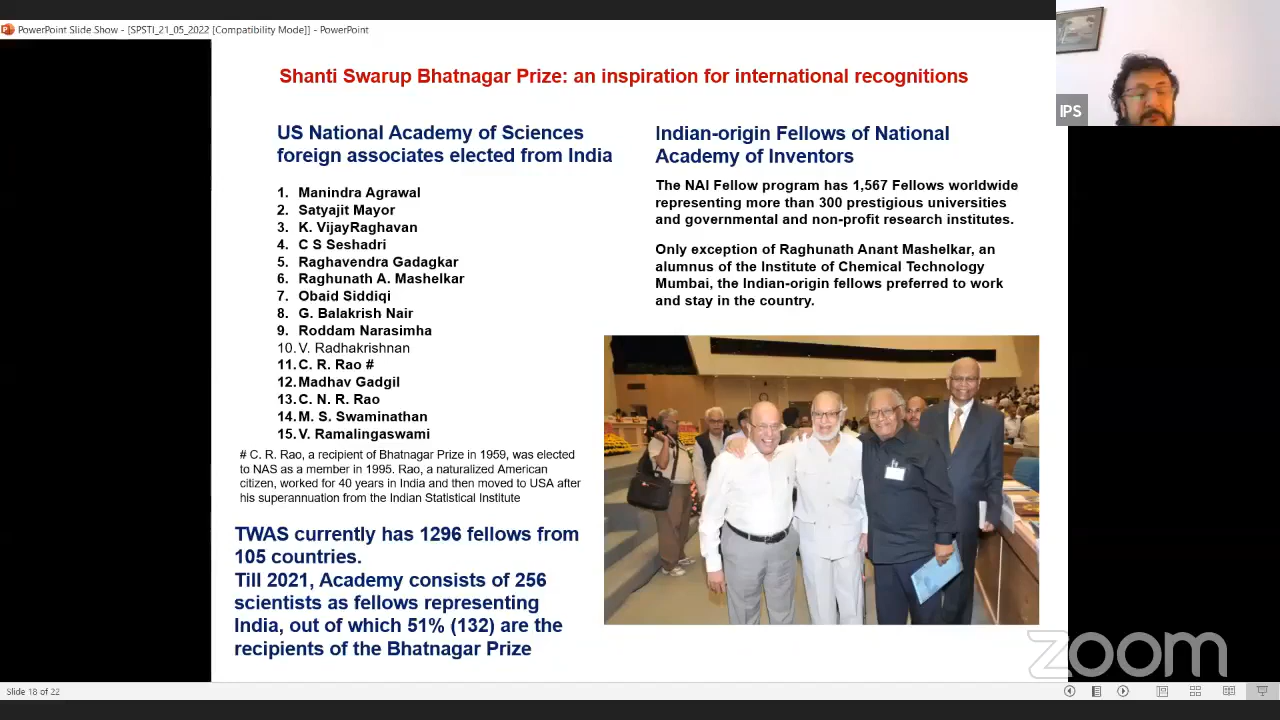 PowerPoint Slide Show - [SPSTI_21_05_2022 [Compatibility Mode]] - PowerPoint
IPS
Shanti Swarup Bhatnagar Prize: an inspiration for international recognitions
US National Academy of Sciences
foreign associates elected from India
1. Manindra Agrawal
2. Satyajit Mayor
3. K. VijayRaghavan
4. C S Seshadri
5. Raghavendra Gadagkar
6. Raghunath A. Mashelkar
7. Obaid Siddiqi
8. G. Balakrish Nair
9. Roddam Narasimha
10. V. Radhakrishnan
11. C. R. Rao #
12. Madhav Gadgil
13. C. N. R. Rao
14. M. S. Swaminathan
15. V. Ramalingaswami
# C. R. Rao, a recipient of Bhatnagar Prize in 1959, was elected
to NAS as a member in 1995. Rao, a naturalized American
citizen, worked for 40 years in India and then moved to USA after
his superannuation from the Indian Statistical Institute
TWAS currently has 1296 fellows from
105 countries.
Till 2021, Academy consists of 256
scientists as fellows representing
India, out of which 51% (132) are the
recipients of the Bhatnagar Prize
Indian-origin Fellows of National
Academy of Inventors
The NAI Fellow program has 1,567 Fellows worldwide
representing more than 300 prestigious universities
and governmental and non-profit research institutes.
Only exception of Raghunath Anant Mashelkar, an
alumnus of the Institute of Chemical Technology
Mumbai, the Indian-origin fellows preferred to work
and stay in the country.
zoom
Slide 18 of 22